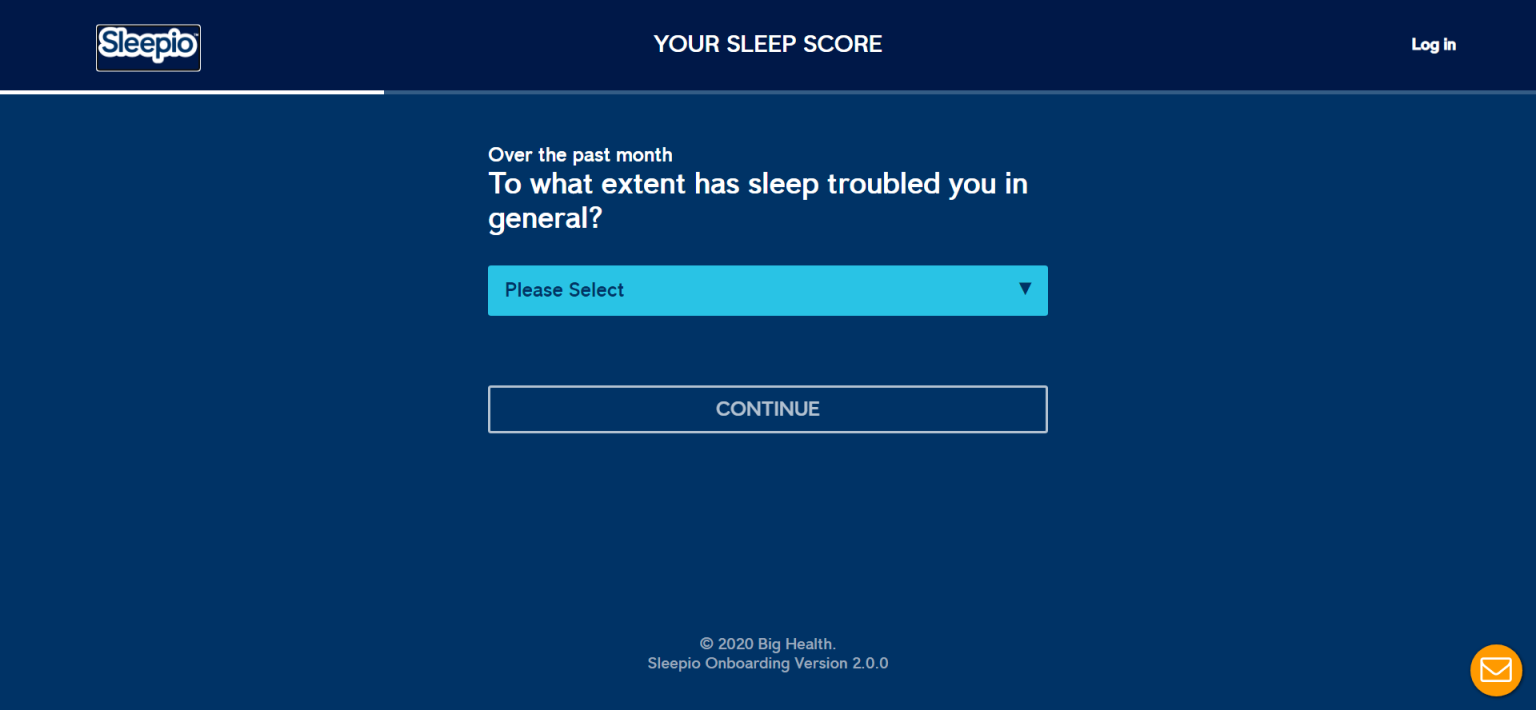 Sleepio™
YOUR SLEEP SCORE
Log in
Over the past month
To what extent has sleep troubled you in
general?
Please Select
CONTINUE
© 2020 Big Health.
Sleepio Onboarding Version 2.0.0